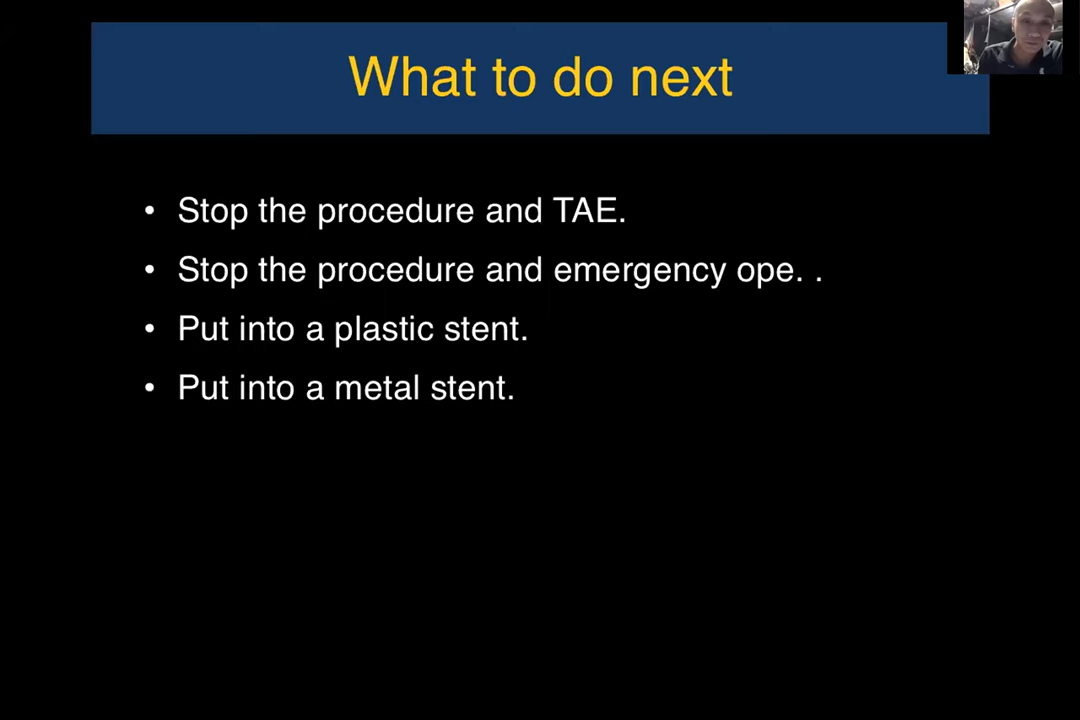 What to do next
• Stop the procedure and TAE.
• Stop the procedure and emergency ope. .
• Put into a plastic stent.
• Put into a metal stent.